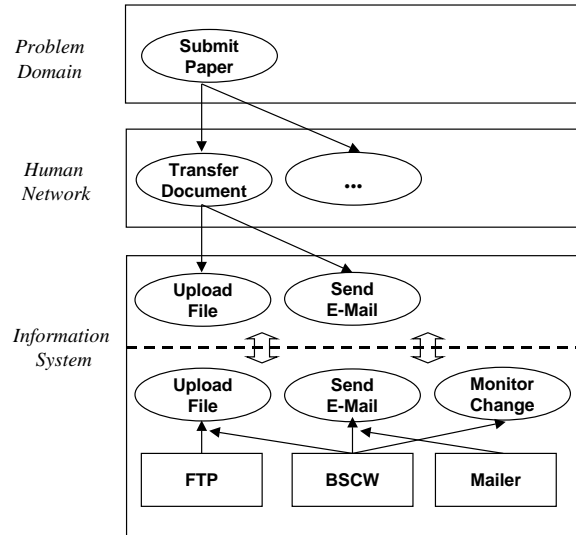 Problem
Domain
Submit
Paper
Human
Network
Transfer
Document
...
Information
System
Upload
File
Send
E-Mail
Upload
File
Send
E-Mail
Monitor
Change
FTP
BSCW
Mailer